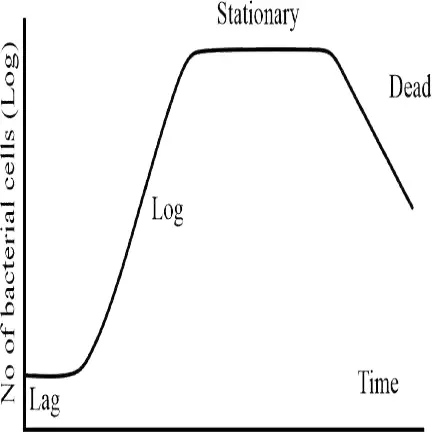 Stationary
Dead
No of bacterial cells (Log)
Log
Time
Lag